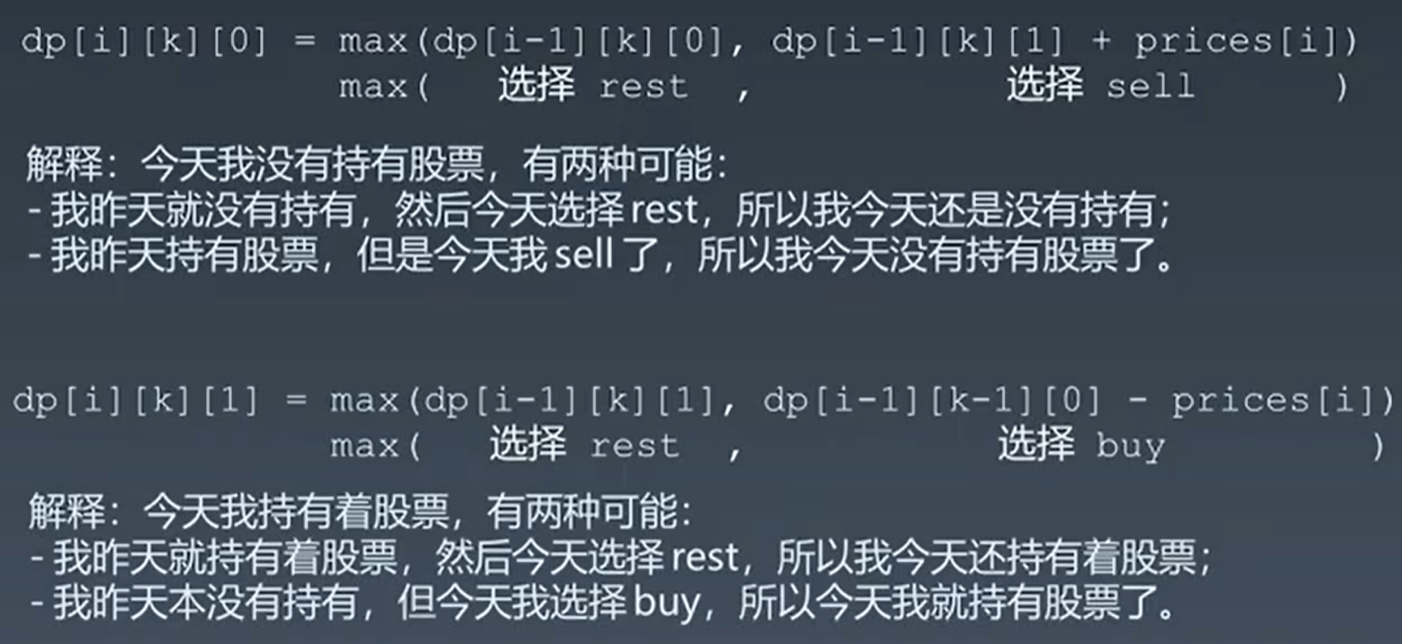 dp[i][k][0] = max(dp[i-1][k][0], dp[i-1][k][1] + prices[i])
max( 选择 rest , 选择 sell )
解释：今天我没有持有股票，有两种可能：
- 我昨天就没有持有，然后今天选择 rest，所以我今天还是没有持有；
- 我昨天持有股票，但是今天我 sell 了，所以我今天没有持有股票了。
dp[i][k][1] = max(dp[i-1][k][1], dp[i-1][k-1][0] - prices[i])
max( 选择 rest , 选择 buy )
解释：今天我持有着股票，有两种可能：
- 我昨天就持有着股票，然后今天选择 rest，所以我今天还持有着股票；
- 我昨天本没有持有，但今天我选择 buy，所以今天我就持有股票了。